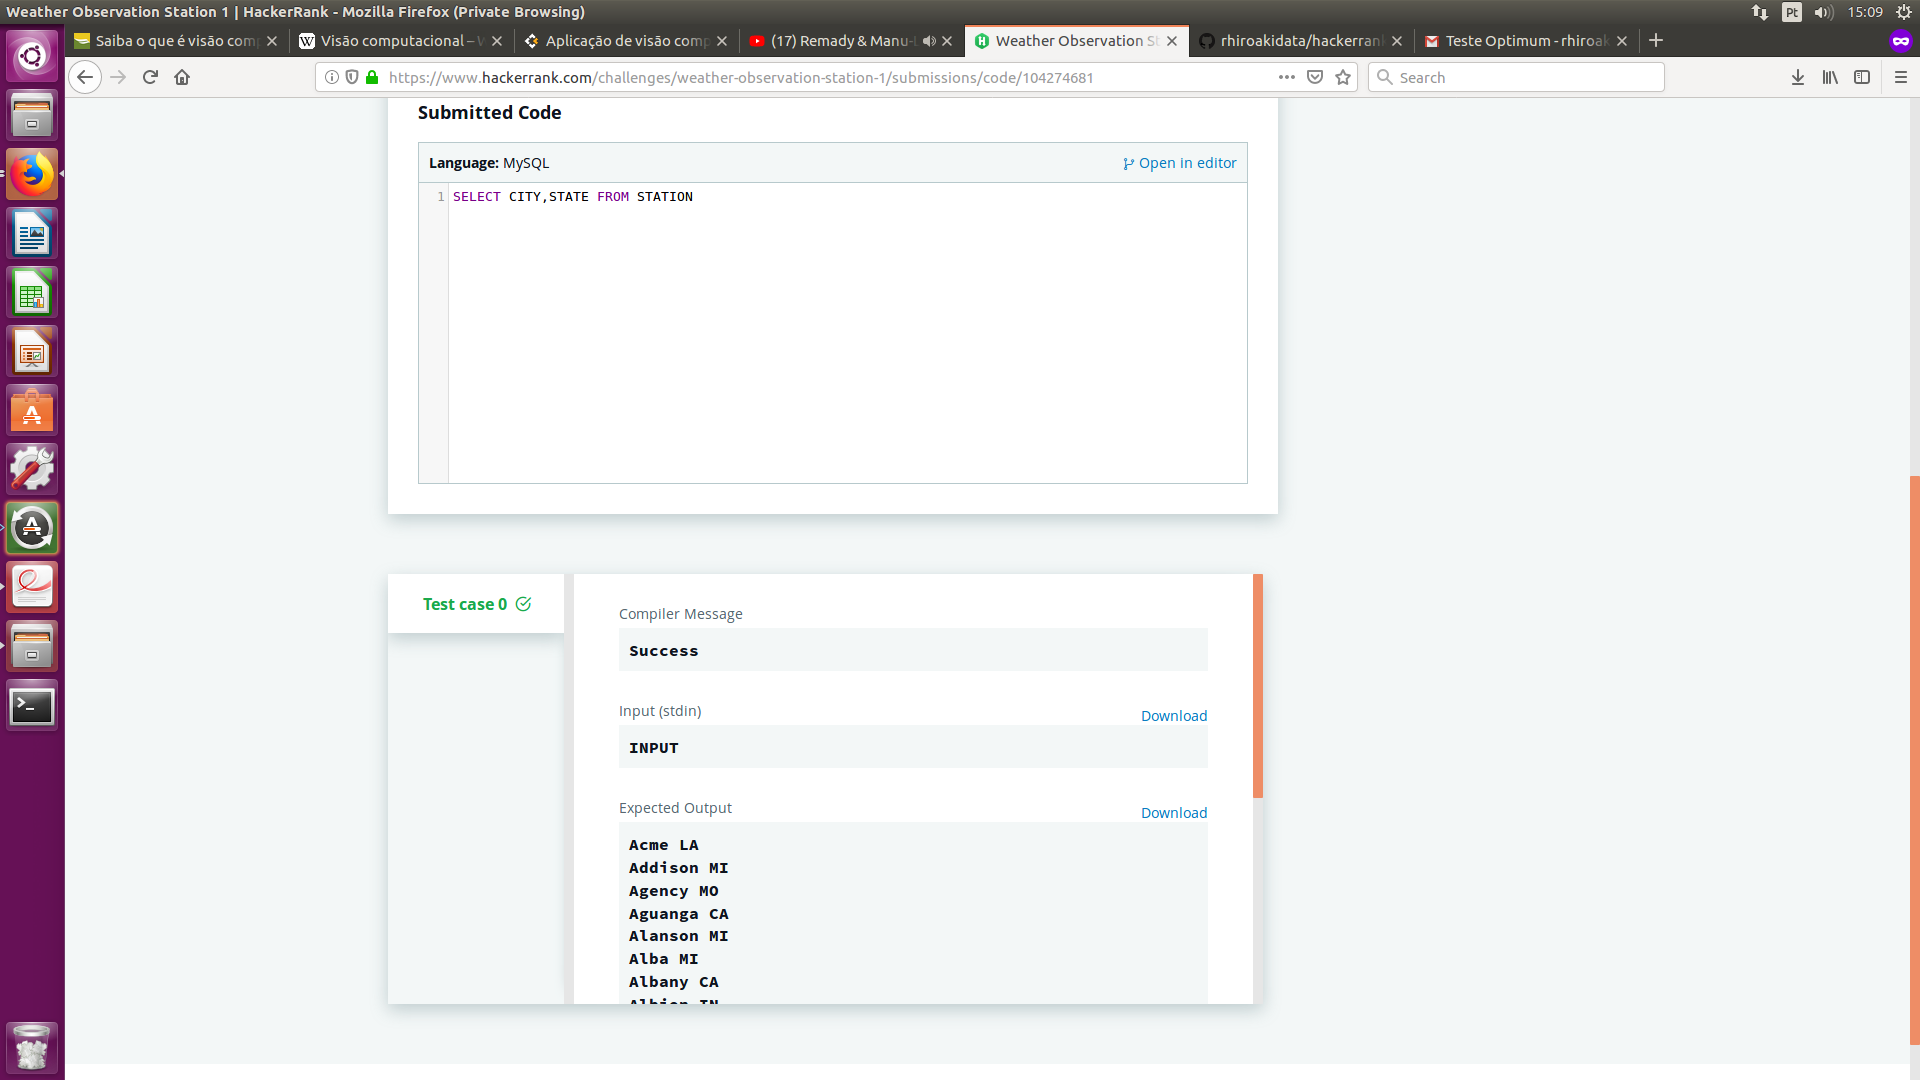 Weather Observation Station 1 | HackerRank - Mozilla Firefox (Private Browsing)
Pt
15:09
Saiba o que é visão com
Visão computacional – W
Aplicação de visão comp
(17) Remady & Manu-L
Weather Observation St
rhiroakidata/hackerrank
Teste Optimum - rhiroak
https://www.hackerrank.com/challenges/weather-observation-station-1/submissions/code/104274681
Search
Submitted Code
Language: MySQL
Open in editor
1 SELECT CITY,STATE FROM STATION
Test case 0
Compiler Message
Success
Input (stdin)
Download
INPUT
Expected Output
Download
Acme LA
Addison MI
Agency MO
Aguanga CA
Alanson MI
Alba MI
Albany CA
Albion IN